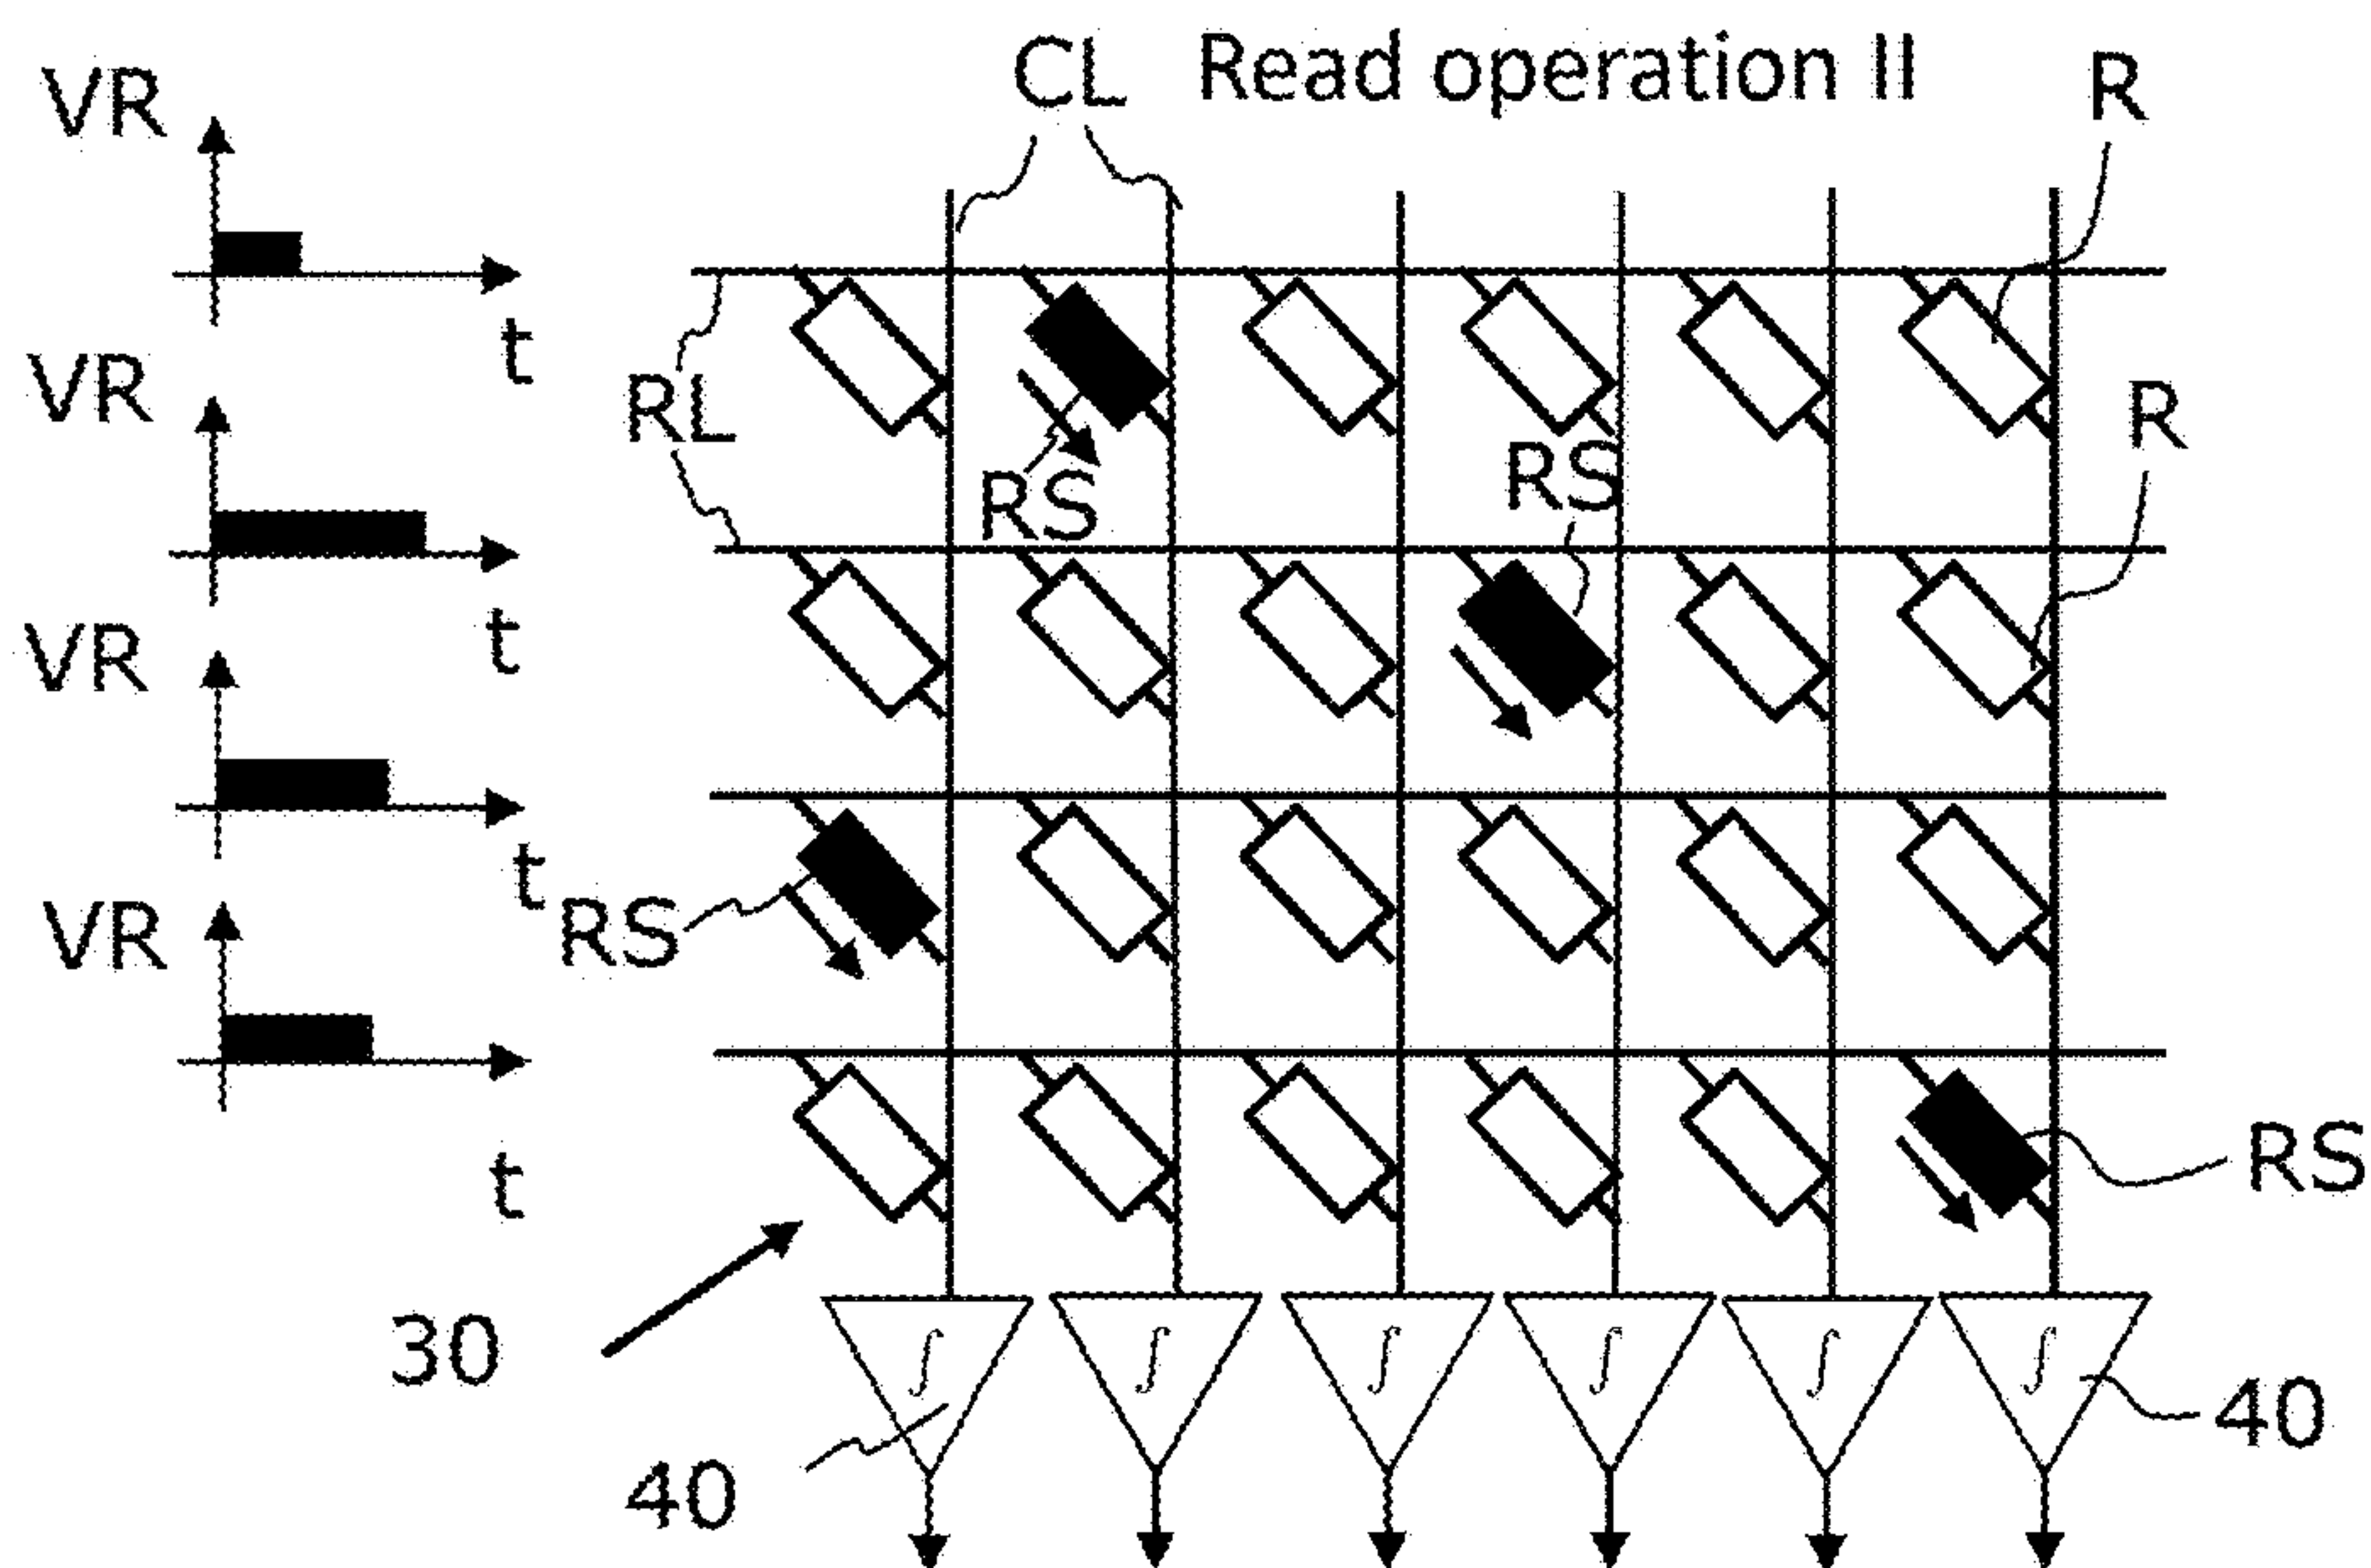 CL Read operation II
R
VR
t
VR
RL
R
RS
RS
t
VR
t
RS
VR
t
RS
30
∫ ∫ ∫ ∫ ∫ ∫
40
40